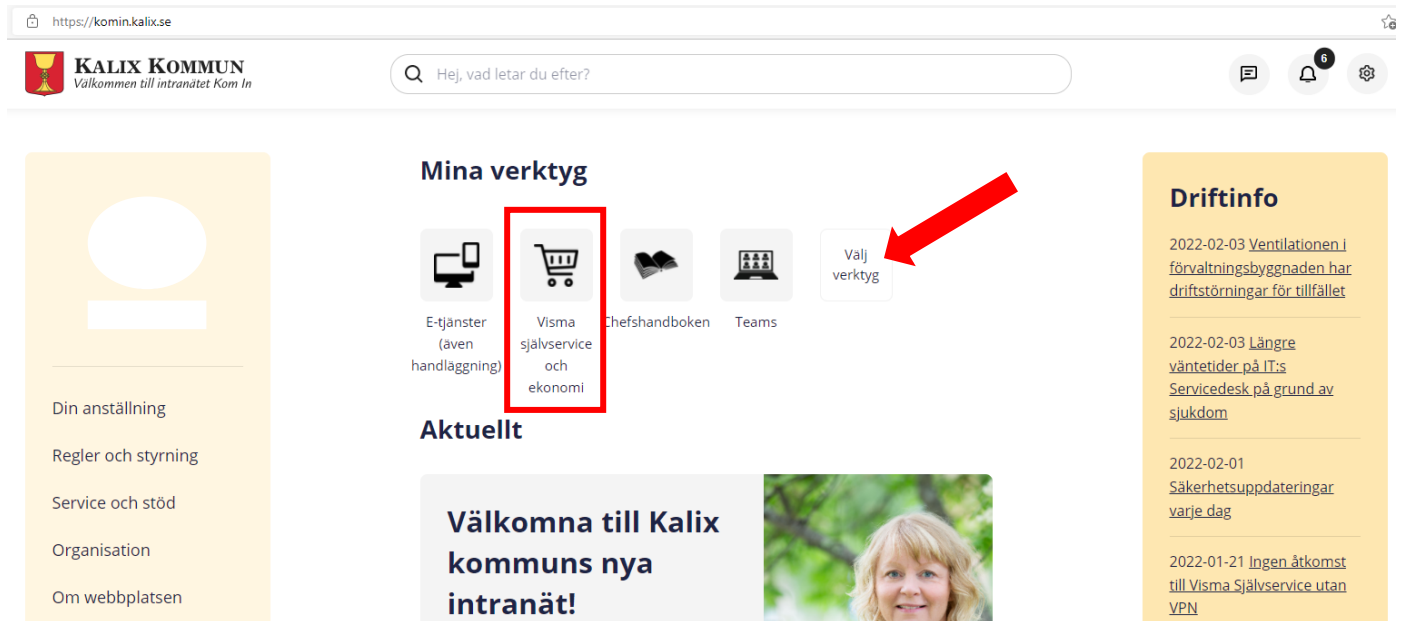 https://komin.kalix.se
KALIX KOMMUN
Välkommen till intranätet Kom In
Hej, vad letar du efter?
6
Din anställning
Regler och styrning
Service och stöd
Organisation
Om webbplatsen
Mina verktyg
E-tjänster
(även
handläggning)
Visma
självservice
och
ekonomi
Chefshandboken
Teams
Välj
verktyg
Aktuellt
Välkomna till Kalix
kommuns nya
intranät!
Driftinfo
2022-02-03 Ventilationen i
förvaltningsbyggnaden har
driftstörningar för tillfället
2022-02-03 Längre
väntetider på IT:s
Servicedesk på grund av
sjukdom
2022-02-01
Säkerhetsuppdateringar
varje dag
2022-01-21 Ingen åtkomst
till Visma Självservice utan
VPN